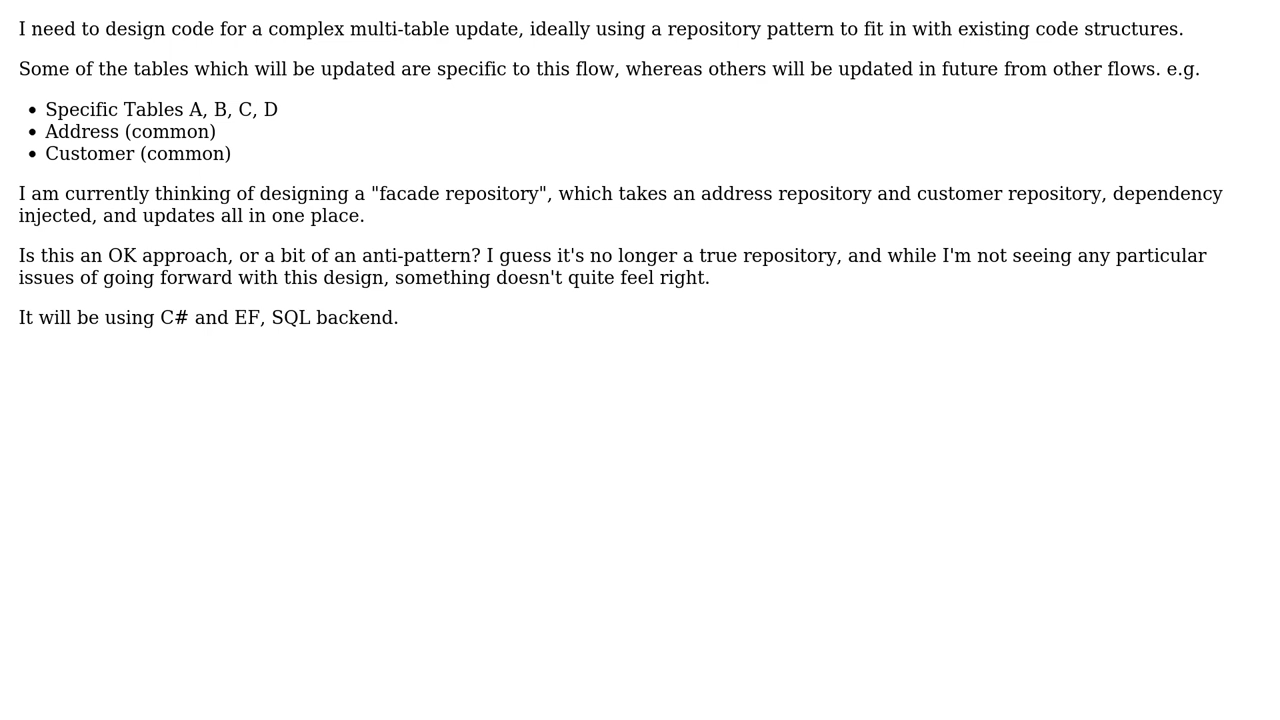 I need to design code for a complex multi-table update, ideally using a repository pattern to fit in with existing code structures.
Some of the tables which will be updated are specific to this flow, whereas others will be updated in future from other flows. e.g.
• Specific Tables A, B, C, D
• Address (common)
• Customer (common)
I am currently thinking of designing a "facade repository", which takes an address repository and customer repository, dependency
injected, and updates all in one place.
Is this an OK approach, or a bit of an anti-pattern? I guess it's no longer a true repository, and while I'm not seeing any particular
issues of going forward with this design, something doesn't quite feel right.
It will be using C# and EF, SQL backend.